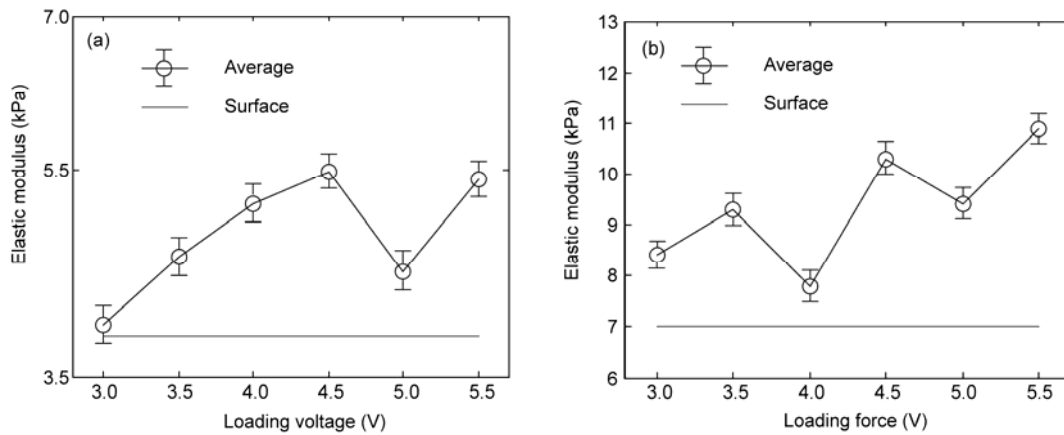 (a)
Average
Surface
Elastic modulus (kPa)
7.0
5.5
3.5
3.0 3.5 4.0 4.5 5.0 5.5
Loading voltage (V)
(b)
Average
Surface
Elastic modulus (kPa)
13
12
11
10
9
8
7
6
3.0 3.5 4.0 4.5 5.0 5.5
Loading force (V)